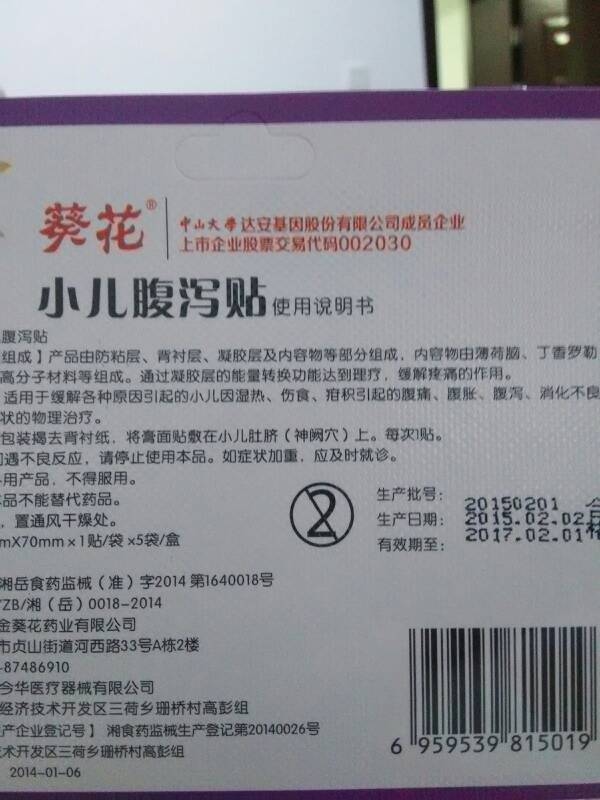 葵花®
中山大学达安基因股份有限公司成员企业
上市企业股票交易代码002030
小儿腹泻贴使用说明书
腹泻贴
组成】产品由防粘层、背衬层、凝胶层及内容物等部分组成，内容物由薄荷脑、丁香罗勒
高分子材料等组成。通过凝胶层的能量转换功能达到理疗，缓解疼痛的作用。
适用于缓解各种原因引起的小儿因湿热、伤食、疳积引起的腹痛、腹胀、腹泻、消化不良
状的物理治疗。
包装揭去背衬纸，将膏面贴敷在小儿肚脐（神阙穴）上。每次1贴。
遇不良反应，请停止使用本品。如症状加重，应及时就诊。
用产品，不得服用。
品不能替代药品。
，置通风干燥处。
mX70mm×1贴/袋×5袋/盒
2
生产批号：20150201
生产日期：2015.02.02
有效期至：2017.02.01
湘岳食药监械（准）字2014第1640018号
YZB/湘（岳）0018-2014
金葵花药业有限公司
市贞山街道河西路33号A栋2楼
-87486910
今华医疗器械有限公司
经济技术开发区三荷乡珊桥村高彭组
产企业登记号】 湘食药监械生产登记第20140026号
术开发区三荷乡珊桥村高彭组
2014-01-06
6 959539 815019